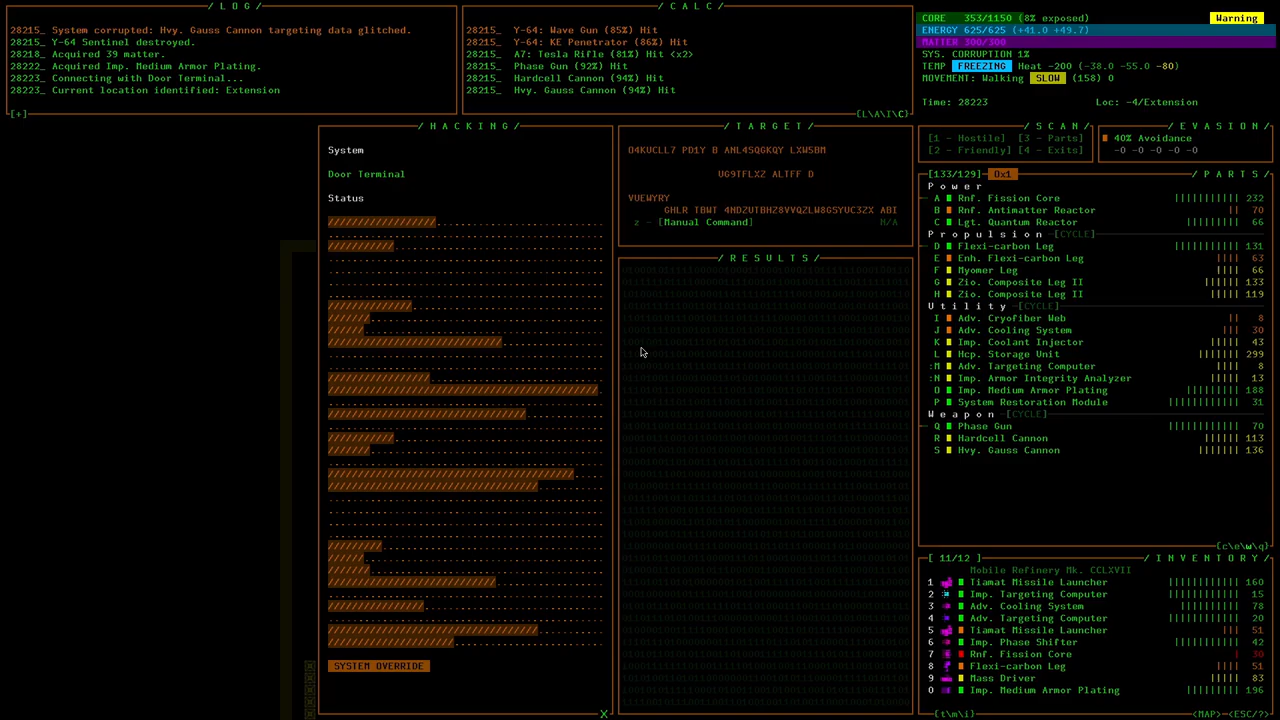 / L O G /
28215_ System corrupted: Hvy. Gauss Cannon targeting data glitched.
28215_ Y-64 Sentinel destroyed.
28218_ Acquired 39 matter.
28222_ Acquired Imp. Medium Armor Plating.
28223_ Connecting with Door Terminal...
28223_ Current location identified: Extension
[+]
/ C A L C /
28215_ Y-64: Wave Gun (85%) Hit
28215_ Y-64: KE Penetrator (86%) Hit
28215_ A7: Tesla Rifle (81%) Hit <x2>
28215_ Phase Gun (92%) Hit
28215_ Hardcell Cannon (94%) Hit
28215_ Hvy. Gauss Cannon (94%) Hit
[L\A\I\C\]
CORE 353/1150 (8% exposed) Warning
ENERGY 625/625 (+41.0 +49.7)
MATTER 300/300
SYS. CORRUPTION 1%
TEMP FREEZING Heat -200 (-38.0 -55.0 -80)
MOVEMENT: Walking SLOW (158) 0
Time: 28223 Loc: -4/Extension
/ S C A N /
[1 - Hostile] [3 - Parts]
[2 - Friendly] [4 - Exits]
/ E V A S I O N /
40% Avoidance
-0 -0 -0 -0 -0
/ H A C K I N G /
System
Door Terminal
Status
SYSTEM OVERRIDE
X
/ T A R G E T /
z - [Manual Command] N/A
/ R E S U L T S /
[133/129] 0x1 / P A R T S /
P o w e r
A Rnf. Fission Core 232
B Rnf. Antimatter Reactor 70
C Lgt. Quantum Reactor 66
P r o p u l s i o n [CYCLE]
D Flexi-carbon Leg 131
E Enh. Flexi-carbon Leg 63
F Myomer Leg 66
G Zio. Composite Leg II 133
H Zio. Composite Leg II 119
U t i l i t y [CYCLE]
I Adv. Cryofiber Web 8
J Adv. Cooling System 30
K Imp. Coolant Injector 43
L Hcp. Storage Unit 299
:M Adv. Targeting Computer 8
:N Imp. Armor Integrity Analyzer 13
O Imp. Medium Armor Plating 188
P System Restoration Module 31
W e a p o n [CYCLE]
Q Phase Gun 70
R Hardcell Cannon 113
S Hvy. Gauss Cannon 136
[c\e\w\q]
[ 11/12 ] / I N V E N T O R Y /
Mobile Refinery Mk. CCLXVII
1 Tiamat Missile Launcher 160
2 Imp. Targeting Computer 15
3 Adv. Cooling System 78
4 Adv. Targeting Computer 20
5 Tiamat Missile Launcher 51
6 Imp. Phase Shifter 42
7 Rnf. Fission Core 30
8 Flexi-carbon Leg 51
9 Mass Driver 83
0 Imp. Medium Armor Plating 196
[t\m\i] <MAP> <ESC/?>